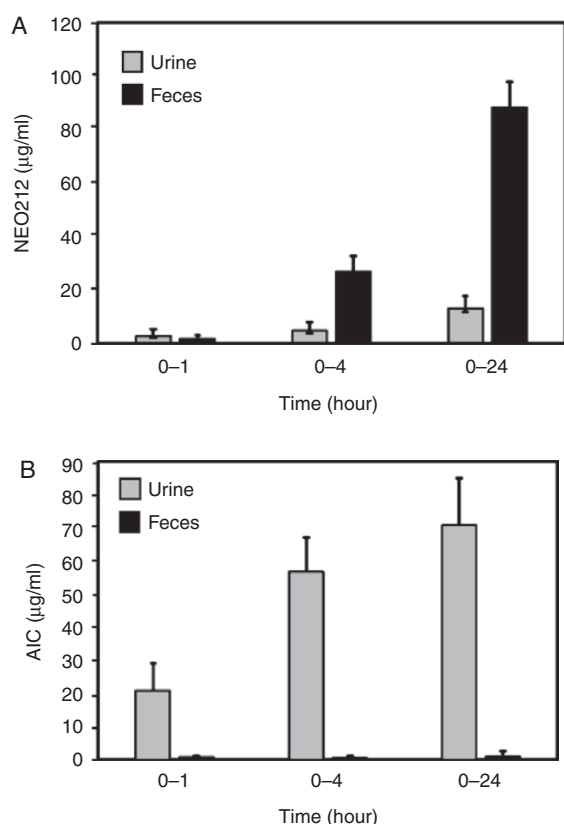 A
120
100
80
60
40
20
0
NEO212 (μg/ml)
Urine
Feces
0–1
0–4
0–24
Time (hour)
B
90
80
70
60
50
40
30
20
10
0
AIC (μg/ml)
Urine
Feces
0–1
0–4
0–24
Time (hour)